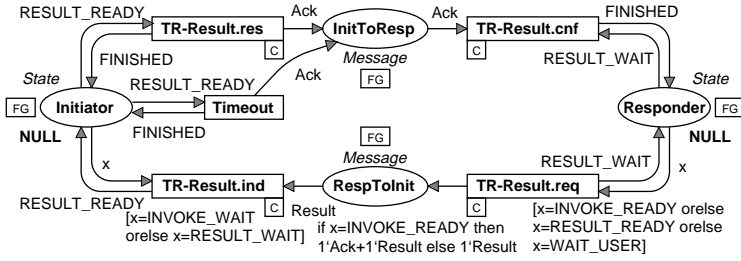 RESULT_READY
TR-Result.res
C
Ack
InitToResp
Ack
TR-Result.cnf
C
FINISHED
FINISHED
RESULT_WAIT
State
FG
Initiator
NULL
RESULT_READY
FINISHED
Timeout
Ack
Message
FG
State
Responder
FG
NULL
FG
Message
x
RESULT_READY
TR-Result.ind
C
Result
RespToInit
TR-Result.req
C
RESULT_WAIT
x
[x=INVOKE_WAIT
orelse x=RESULT_WAIT]
if x=INVOKE_READY then
1‘Ack+1‘Result else 1‘Result
[x=INVOKE_READY orelse
x=RESULT_READY orelse
x=WAIT_USER]